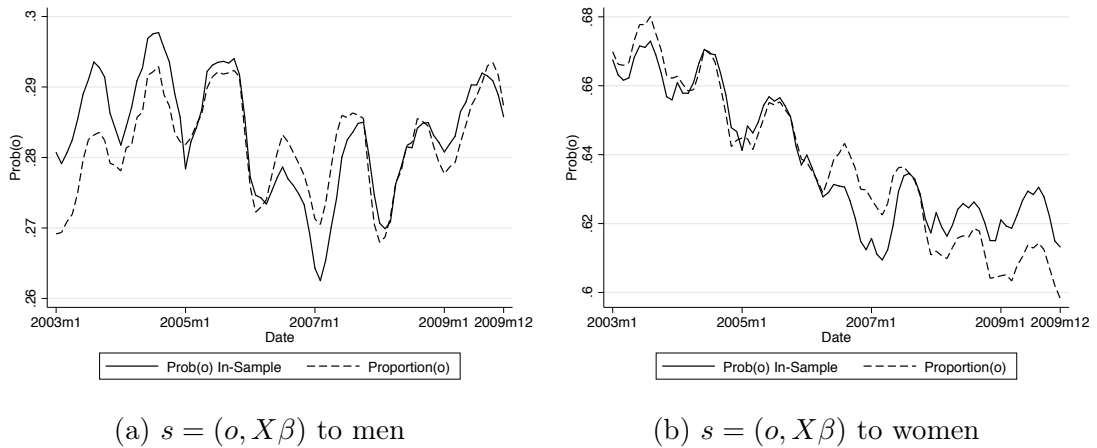 .3
.29
.28
.27
.26
Prob(o)
2003m1 2005m1 2007m1 2009m1 2009m12
Date
Prob(o) In-Sample Proportion(o)
(a) s = (o, Xβ) to men
.68
.66
.64
.62
.6
Prob(o)
2003m1 2005m1 2007m1 2009m1 2009m12
Date
Prob(o) In-Sample Proportion(o)
(b) s = (o, Xβ) to women